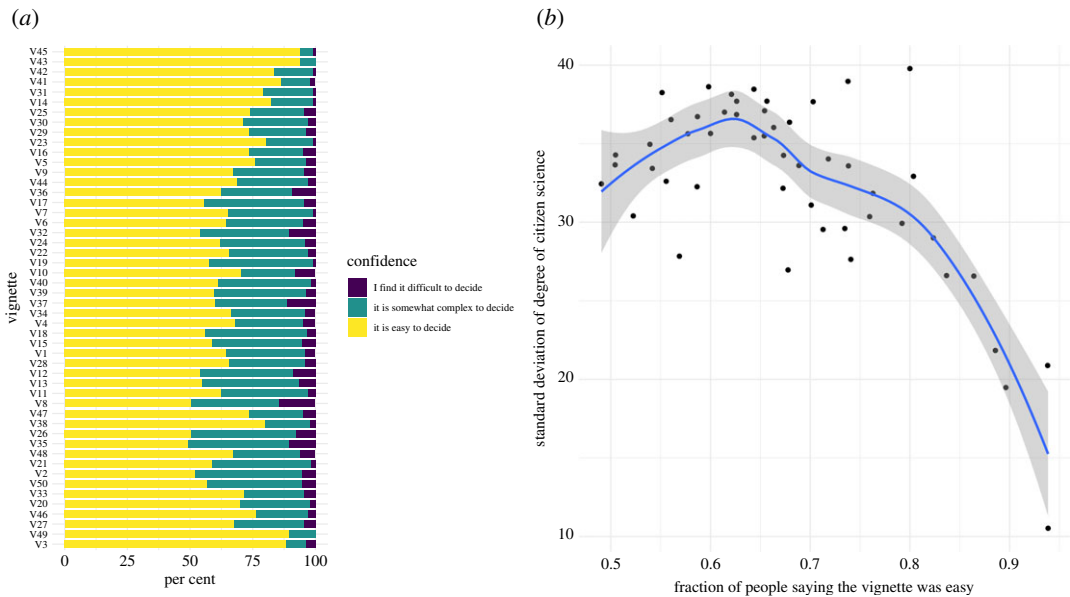 (a)
V45
V43
V42
V41
V31
V14
V25
V30
V29
V23
V16
V5
V9
V44
V36
V17
V7
V6
V32
V24
V22
V19
V10
V40
V39
V37
V34
V4
V18
V15
V1
V28
V12
V13
V11
V8
V47
V38
V26
V35
V48
V21
V2
V50
V33
V20
V46
V27
V49
V3
vignette
0 25 50 75 100
per cent
confidence
I find it difficult to decide
it is somewhat complex to decide
it is easy to decide
(b)
40
30
20
10
standard deviation of degree of citizen science
0.5 0.6 0.7 0.8 0.9
fraction of people saying the vignette was easy